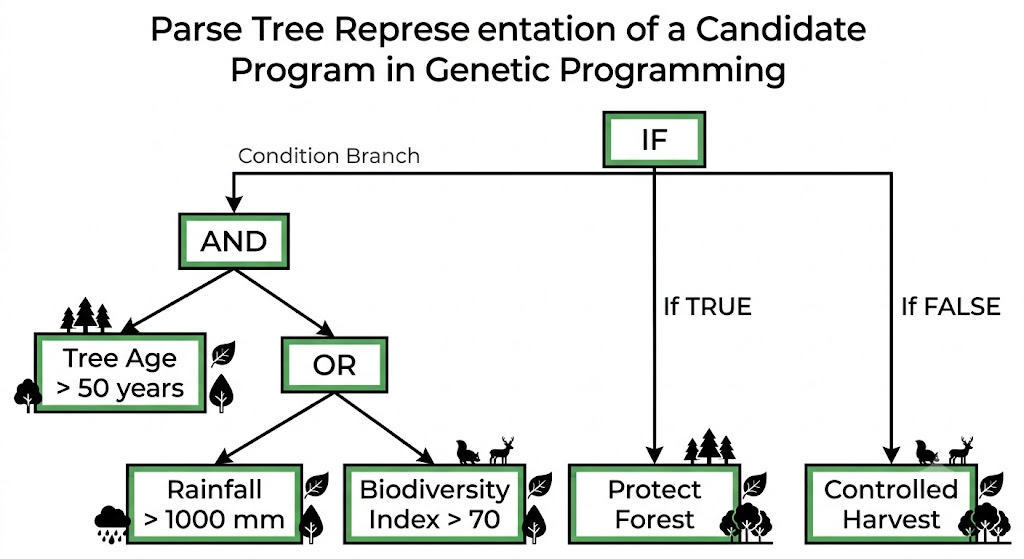 Parse Tree Represe entation of a Candidate
Program in Genetic Programming
IF
Condition Branch
AND
If TRUE
If FALSE
Tree Age
> 50 years
OR
Rainfall
> 1000 mm
Biodiversity
Index > 70
Protect
Forest
Controlled
Harvest